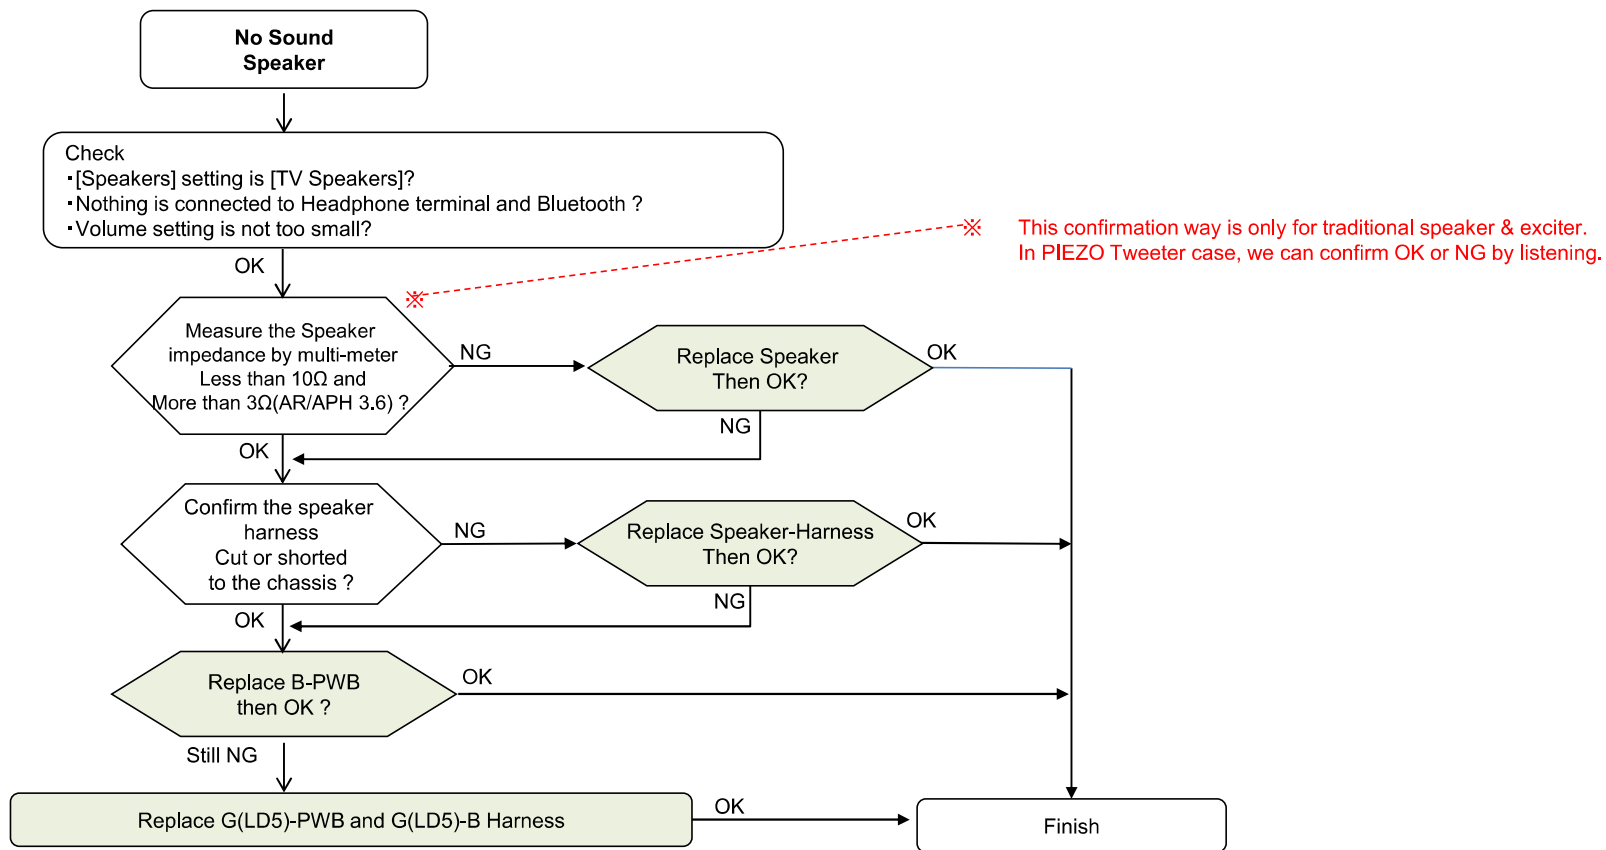 No Sound
Speaker
Check
・[Speakers] setting is [TV Speakers]?
・Nothing is connected to Headphone terminal and Bluetooth ?
・Volume setting is not too small?
※ This confirmation way is only for traditional speaker & exciter.
In PIEZO Tweeter case, we can confirm OK or NG by listening.
OK
※
Measure the Speaker
impedance by multi-meter
Less than 10Ω and
More than 3Ω(AR/APH 3.6) ?
NG
Replace Speaker
Then OK?
OK
NG
OK
Confirm the speaker
harness
Cut or shorted
to the chassis ?
NG
Replace Speaker-Harness
Then OK?
OK
NG
OK
Replace B-PWB
then OK ?
OK
Still NG
Replace G(LD5)-PWB and G(LD5)-B Harness
OK
Finish